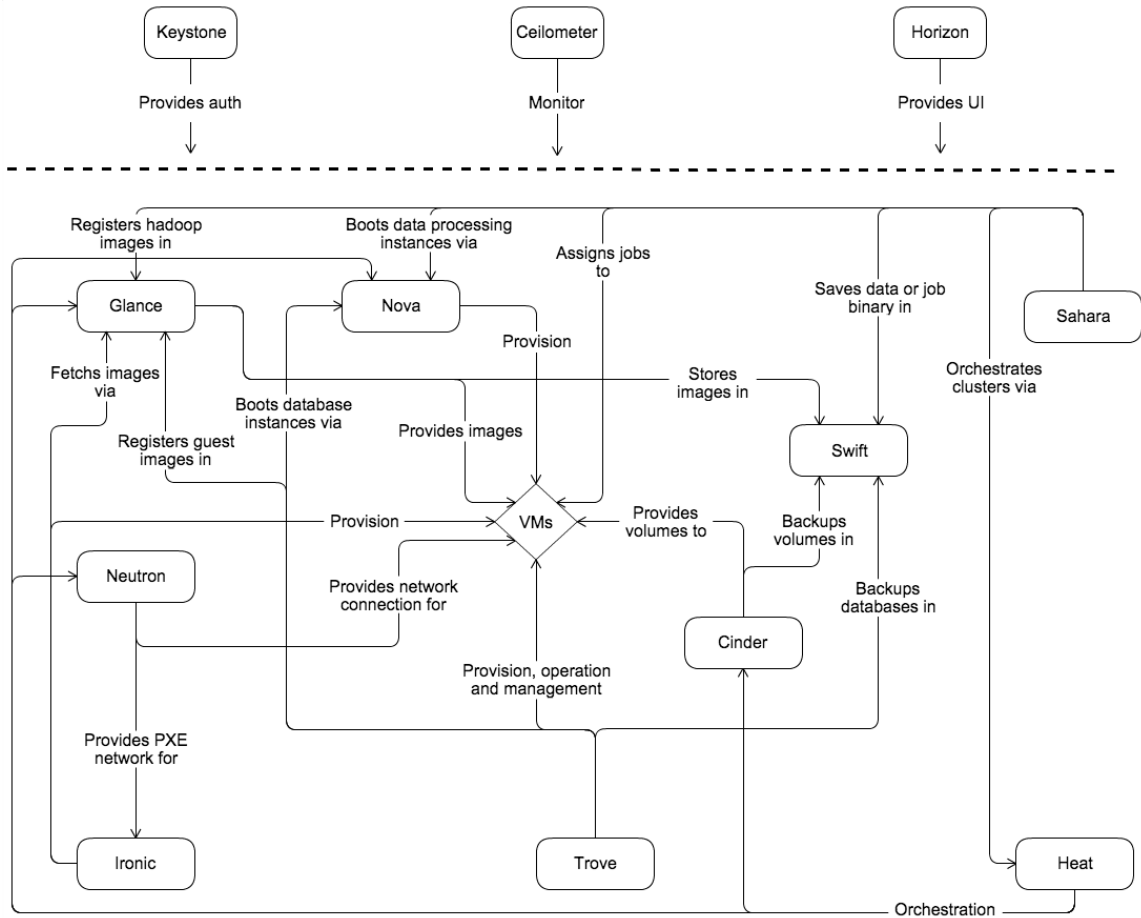 Keystone
Ceilometer
Horizon
Provides auth
Monitor
Provides UI
Registers hadoop
images in
Boots data processing
instances via
Assigns jobs
to
Saves data or job
binary in
Glance
Nova
Sahara
Provision
Fetchs images
via
Stores
images in
Orchestrates
clusters via
Boots database
instances via
Provides images
Registers guest
images in
Swift
Provision
VMs
Provides
volumes to
Backups
volumes in
Neutron
Provides network
connection for
Backups
databases in
Cinder
Provision, operation
and management
Provides PXE
network for
Ironic
Trove
Heat
Orchestration